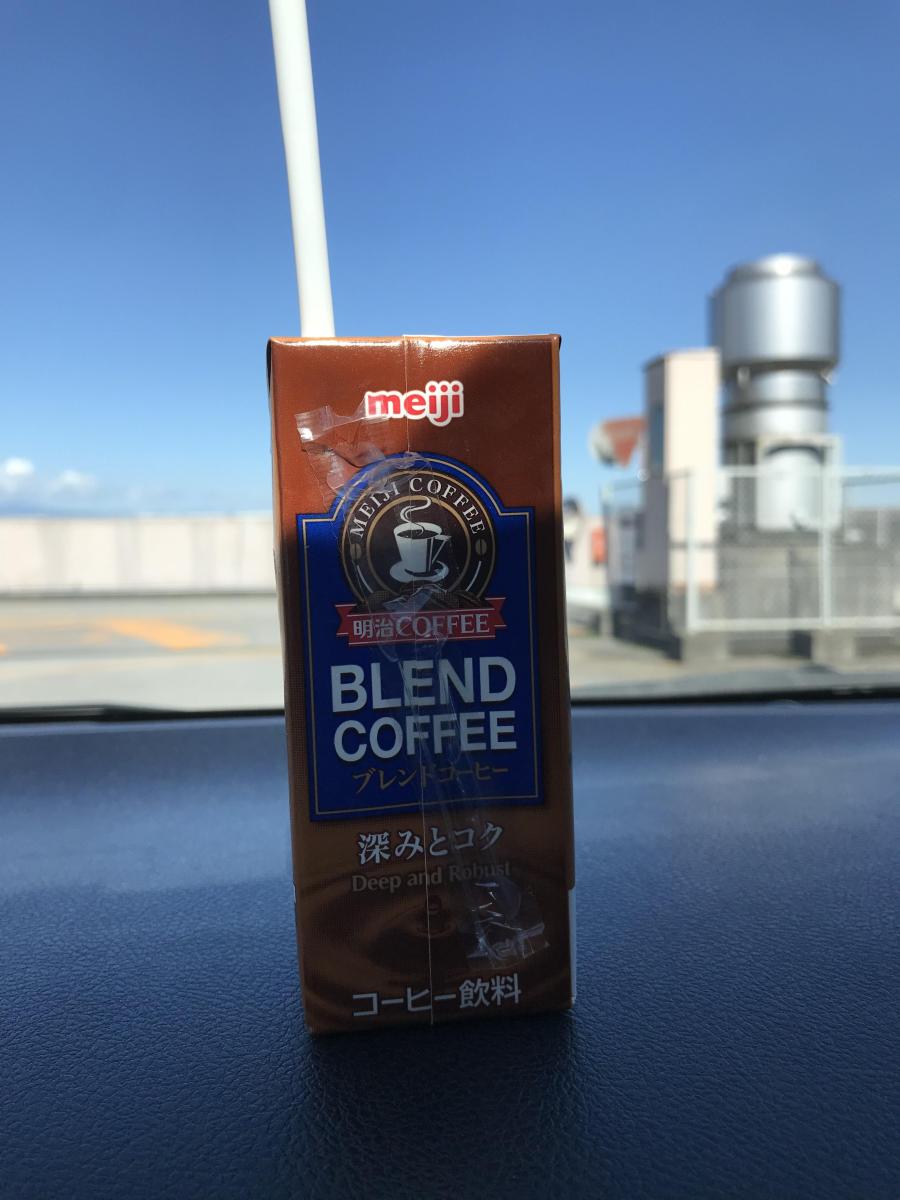 meiji
MEIJI COFFEE
明治COFFEE
BLEND
COFFEE
ブレンドコーヒー
深みとコク
Deep and Robust
コーヒー飲料